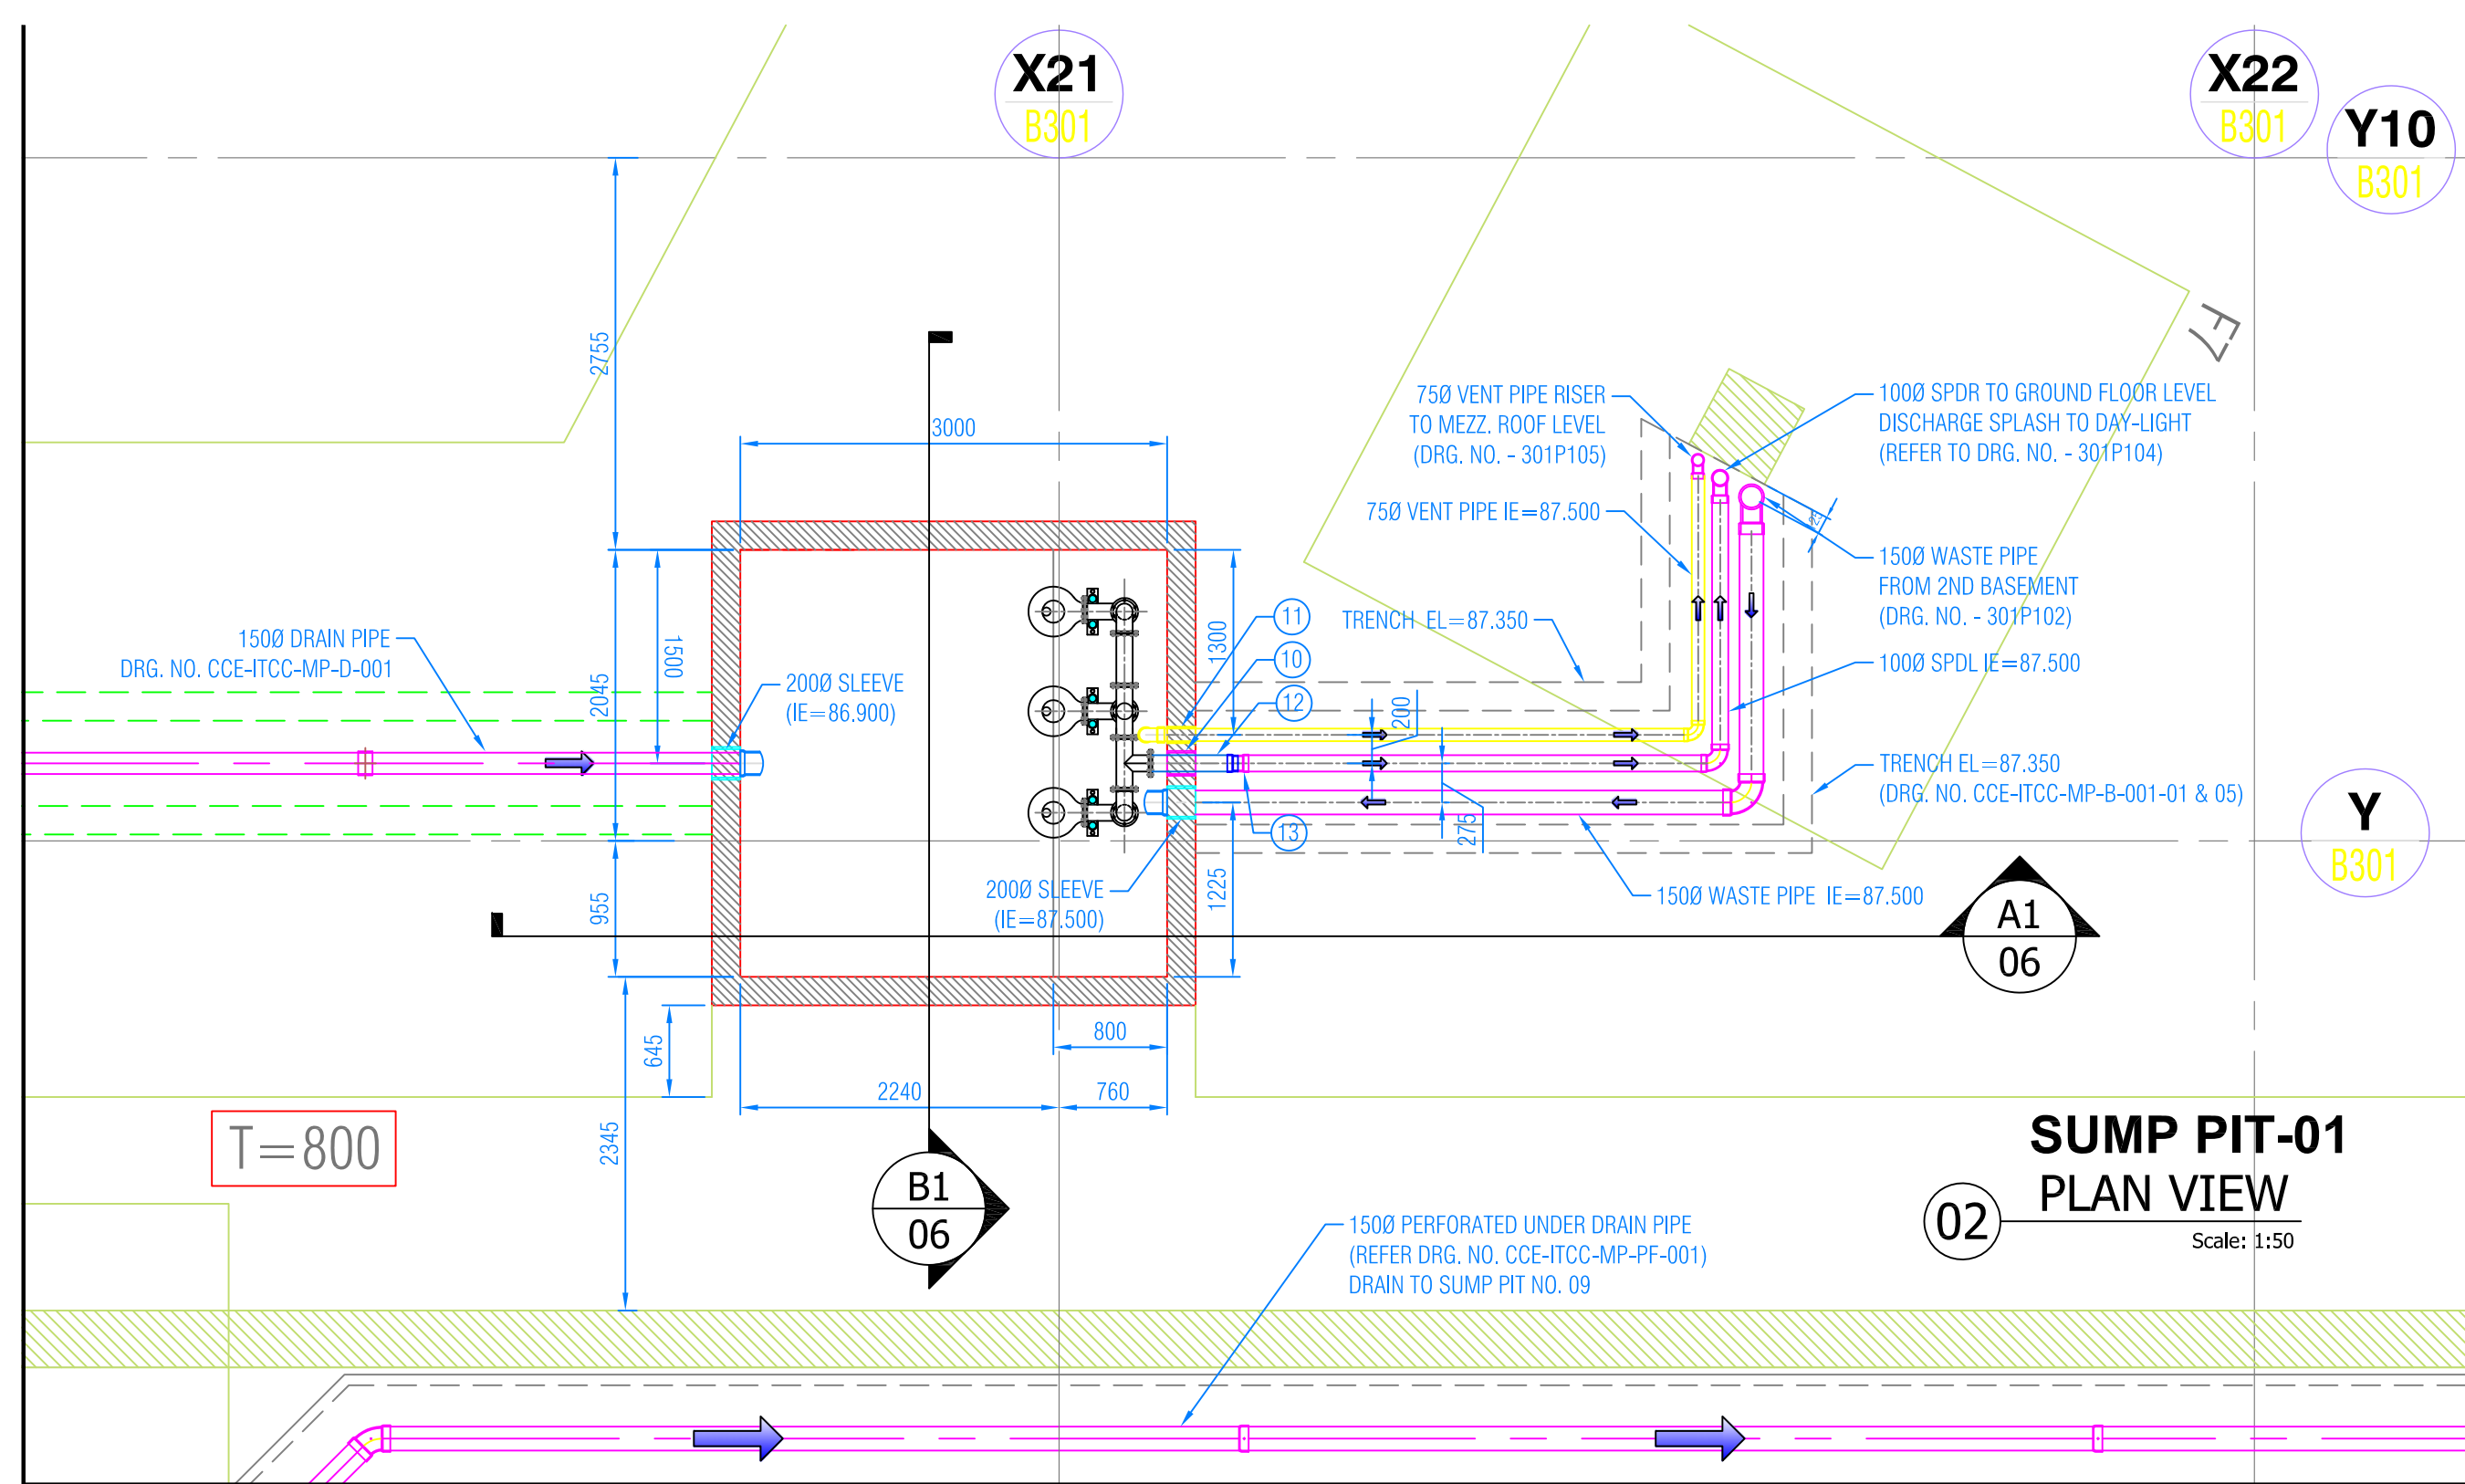 X21
B301
X22
B301
Y10
B301
F7
2755
3000
75Ø VENT PIPE RISER
TO MEZZ. ROOF LEVEL
(DRG. NO. - 301P105)
100Ø SPDR TO GROUND FLOOR LEVEL
DISCHARGE SPLASH TO DAY-LIGHT
(REFER TO DRG. NO. - 301P104)
75Ø VENT PIPE IE=87.500
150Ø WASTE PIPE
FROM 2ND BASEMENT
(DRG. NO. - 301P102)
150Ø DRAIN PIPE
DRG. NO. CCE-ITCC-MP-D-001
1500
2045
200Ø SLEEVE
(IE=86.900)
11
10
12
1300
TRENCH EL=87.350
100Ø SPDL IE=87.500
200
275
13
TRENCH EL=87.350
(DRG. NO. CCE-ITCC-MP-B-001-01 & 05)
Y
B301
955
200Ø SLEEVE
(IE=87.500)
1225
150Ø WASTE PIPE IE=87.500
A1
06
645
800
2240
760
2345
T=800
B1
06
SUMP PIT-01
02
PLAN VIEW
Scale: 1:50
150Ø PERFORATED UNDER DRAIN PIPE
(REFER DRG. NO. CCE-ITCC-MP-PF-001)
DRAIN TO SUMP PIT NO. 09